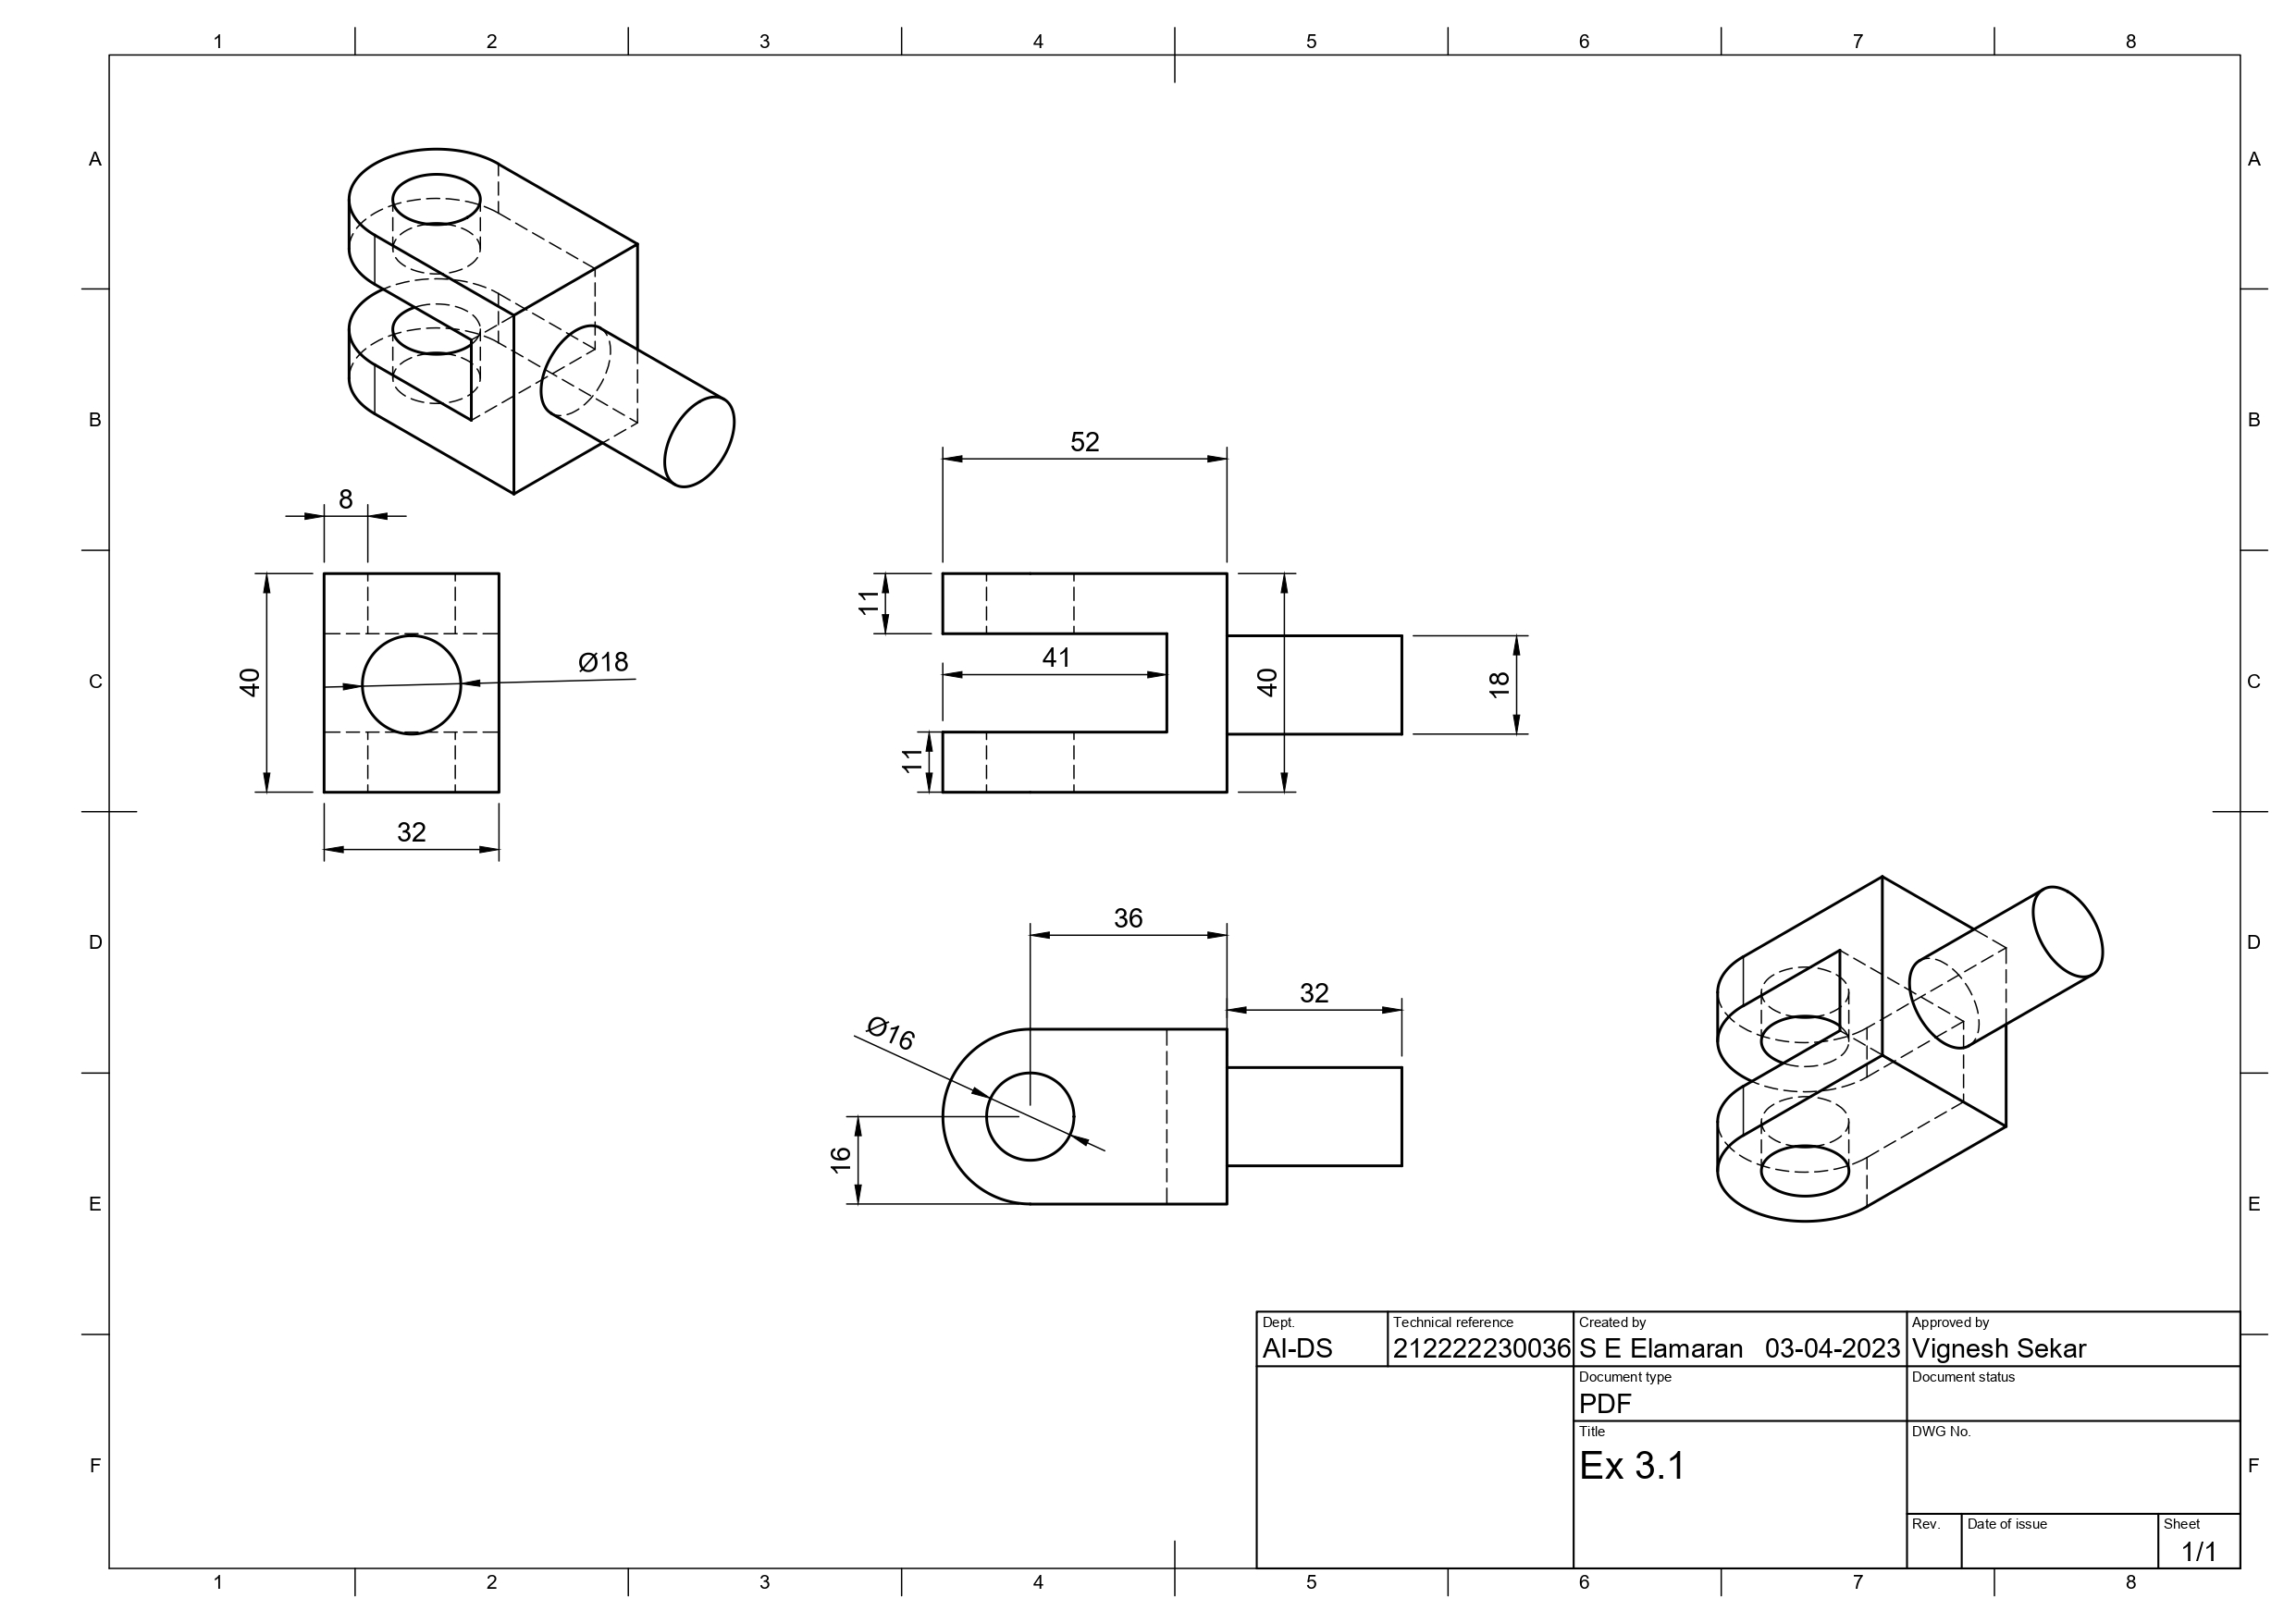 1 2 3 4 5 6 7 8
A A
B B
52
8
11
41
40
Ø18
40
18
C C
11
32
36
D D
32
Ø16
16
E E
Dept. Technical reference Created by Approved by
AI-DS 212222230036 S E Elamaran 03-04-2023 Vignesh Sekar
Document type Document status
PDF
Title DWG No.
Ex 3.1
F F
Rev. Date of issue Sheet
1/1
1 2 3 4 5 6 7 8